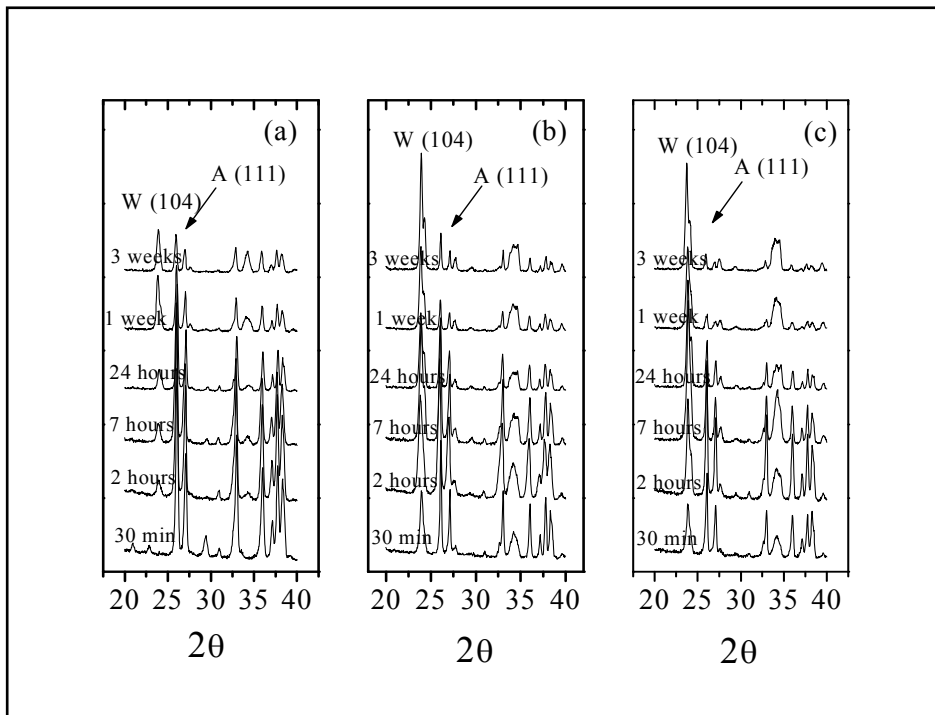 (a)
W (104)
A (111)
3 weeks
1 week
24 hours
7 hours
2 hours
30 min
20 25 30 35 40
2θ
(b)
W (104)
A (111)
3 weeks
1 week
24 hours
7 hours
2 hours
30 min
20 25 30 35 40
2θ
(c)
W (104)
A (111)
3 weeks
1 week
24 hours
7 hours
2 hours
30 min
20 25 30 35 40
2θ